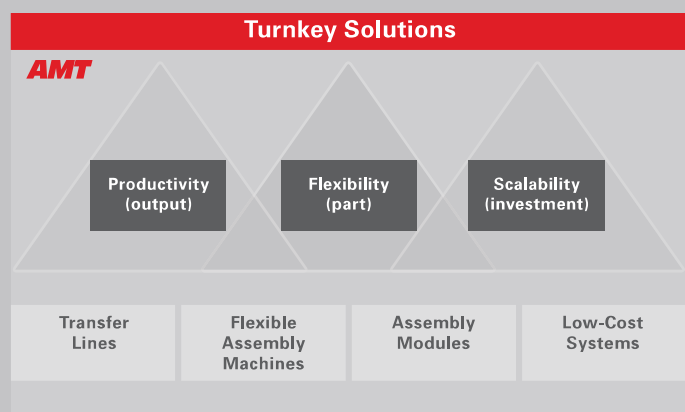 Turnkey Solutions
AMT
Productivity
(output)
Flexibility
(part)
Scalability
(investment)
Transfer
Lines
Flexible
Assembly
Machines
Assembly
Modules
Low-Cost
Systems